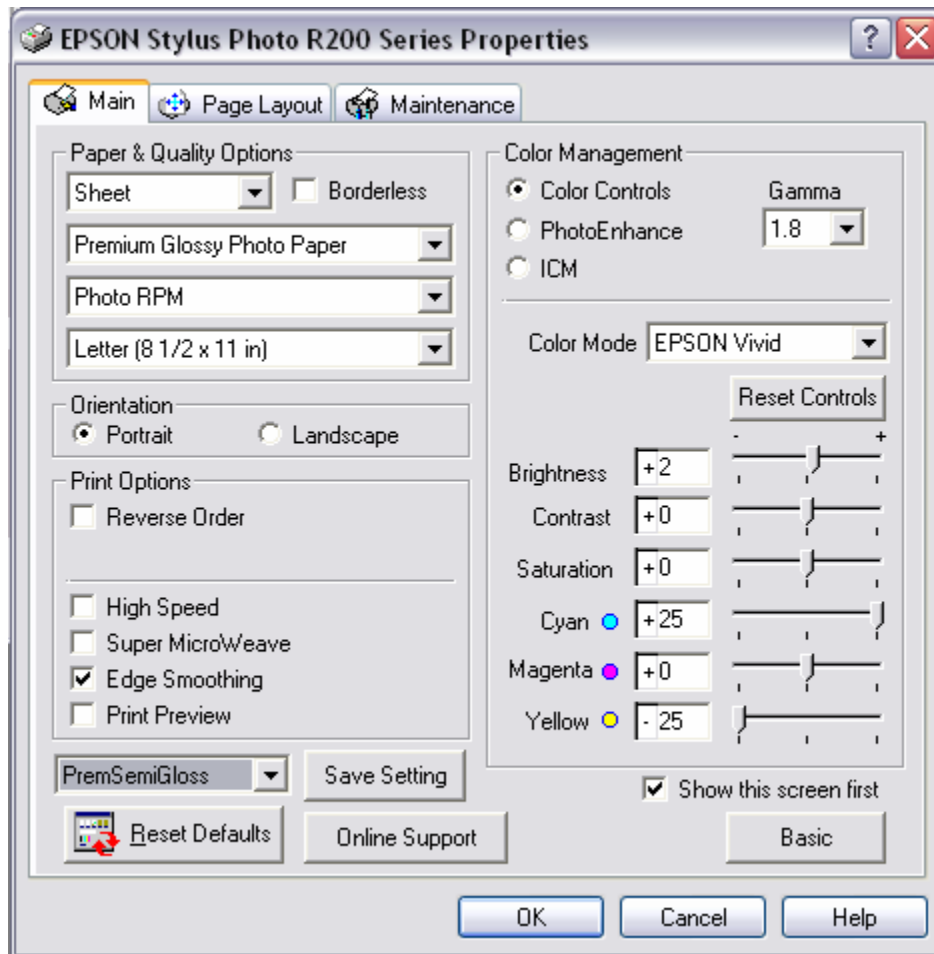 EPSON Stylus Photo R200 Series Properties
Main
Page Layout
Maintenance
Paper & Quality Options
Sheet
Borderless
Premium Glossy Photo Paper
Photo RPM
Letter (8 1/2 x 11 in)
Orientation
Portrait
Landscape
Print Options
Reverse Order
High Speed
Super MicroWeave
Edge Smoothing
Print Preview
PremSemiGloss
Save Setting
Reset Defaults
Online Support
Color Management
Color Controls
PhotoEnhance
ICM
Gamma
1.8
Color Mode EPSON Vivid
Reset Controls
- +
Brightness +2
Contrast +0
Saturation +0
Cyan +25
Magenta +0
Yellow - 25
Show this screen first
Basic
OK
Cancel
Help